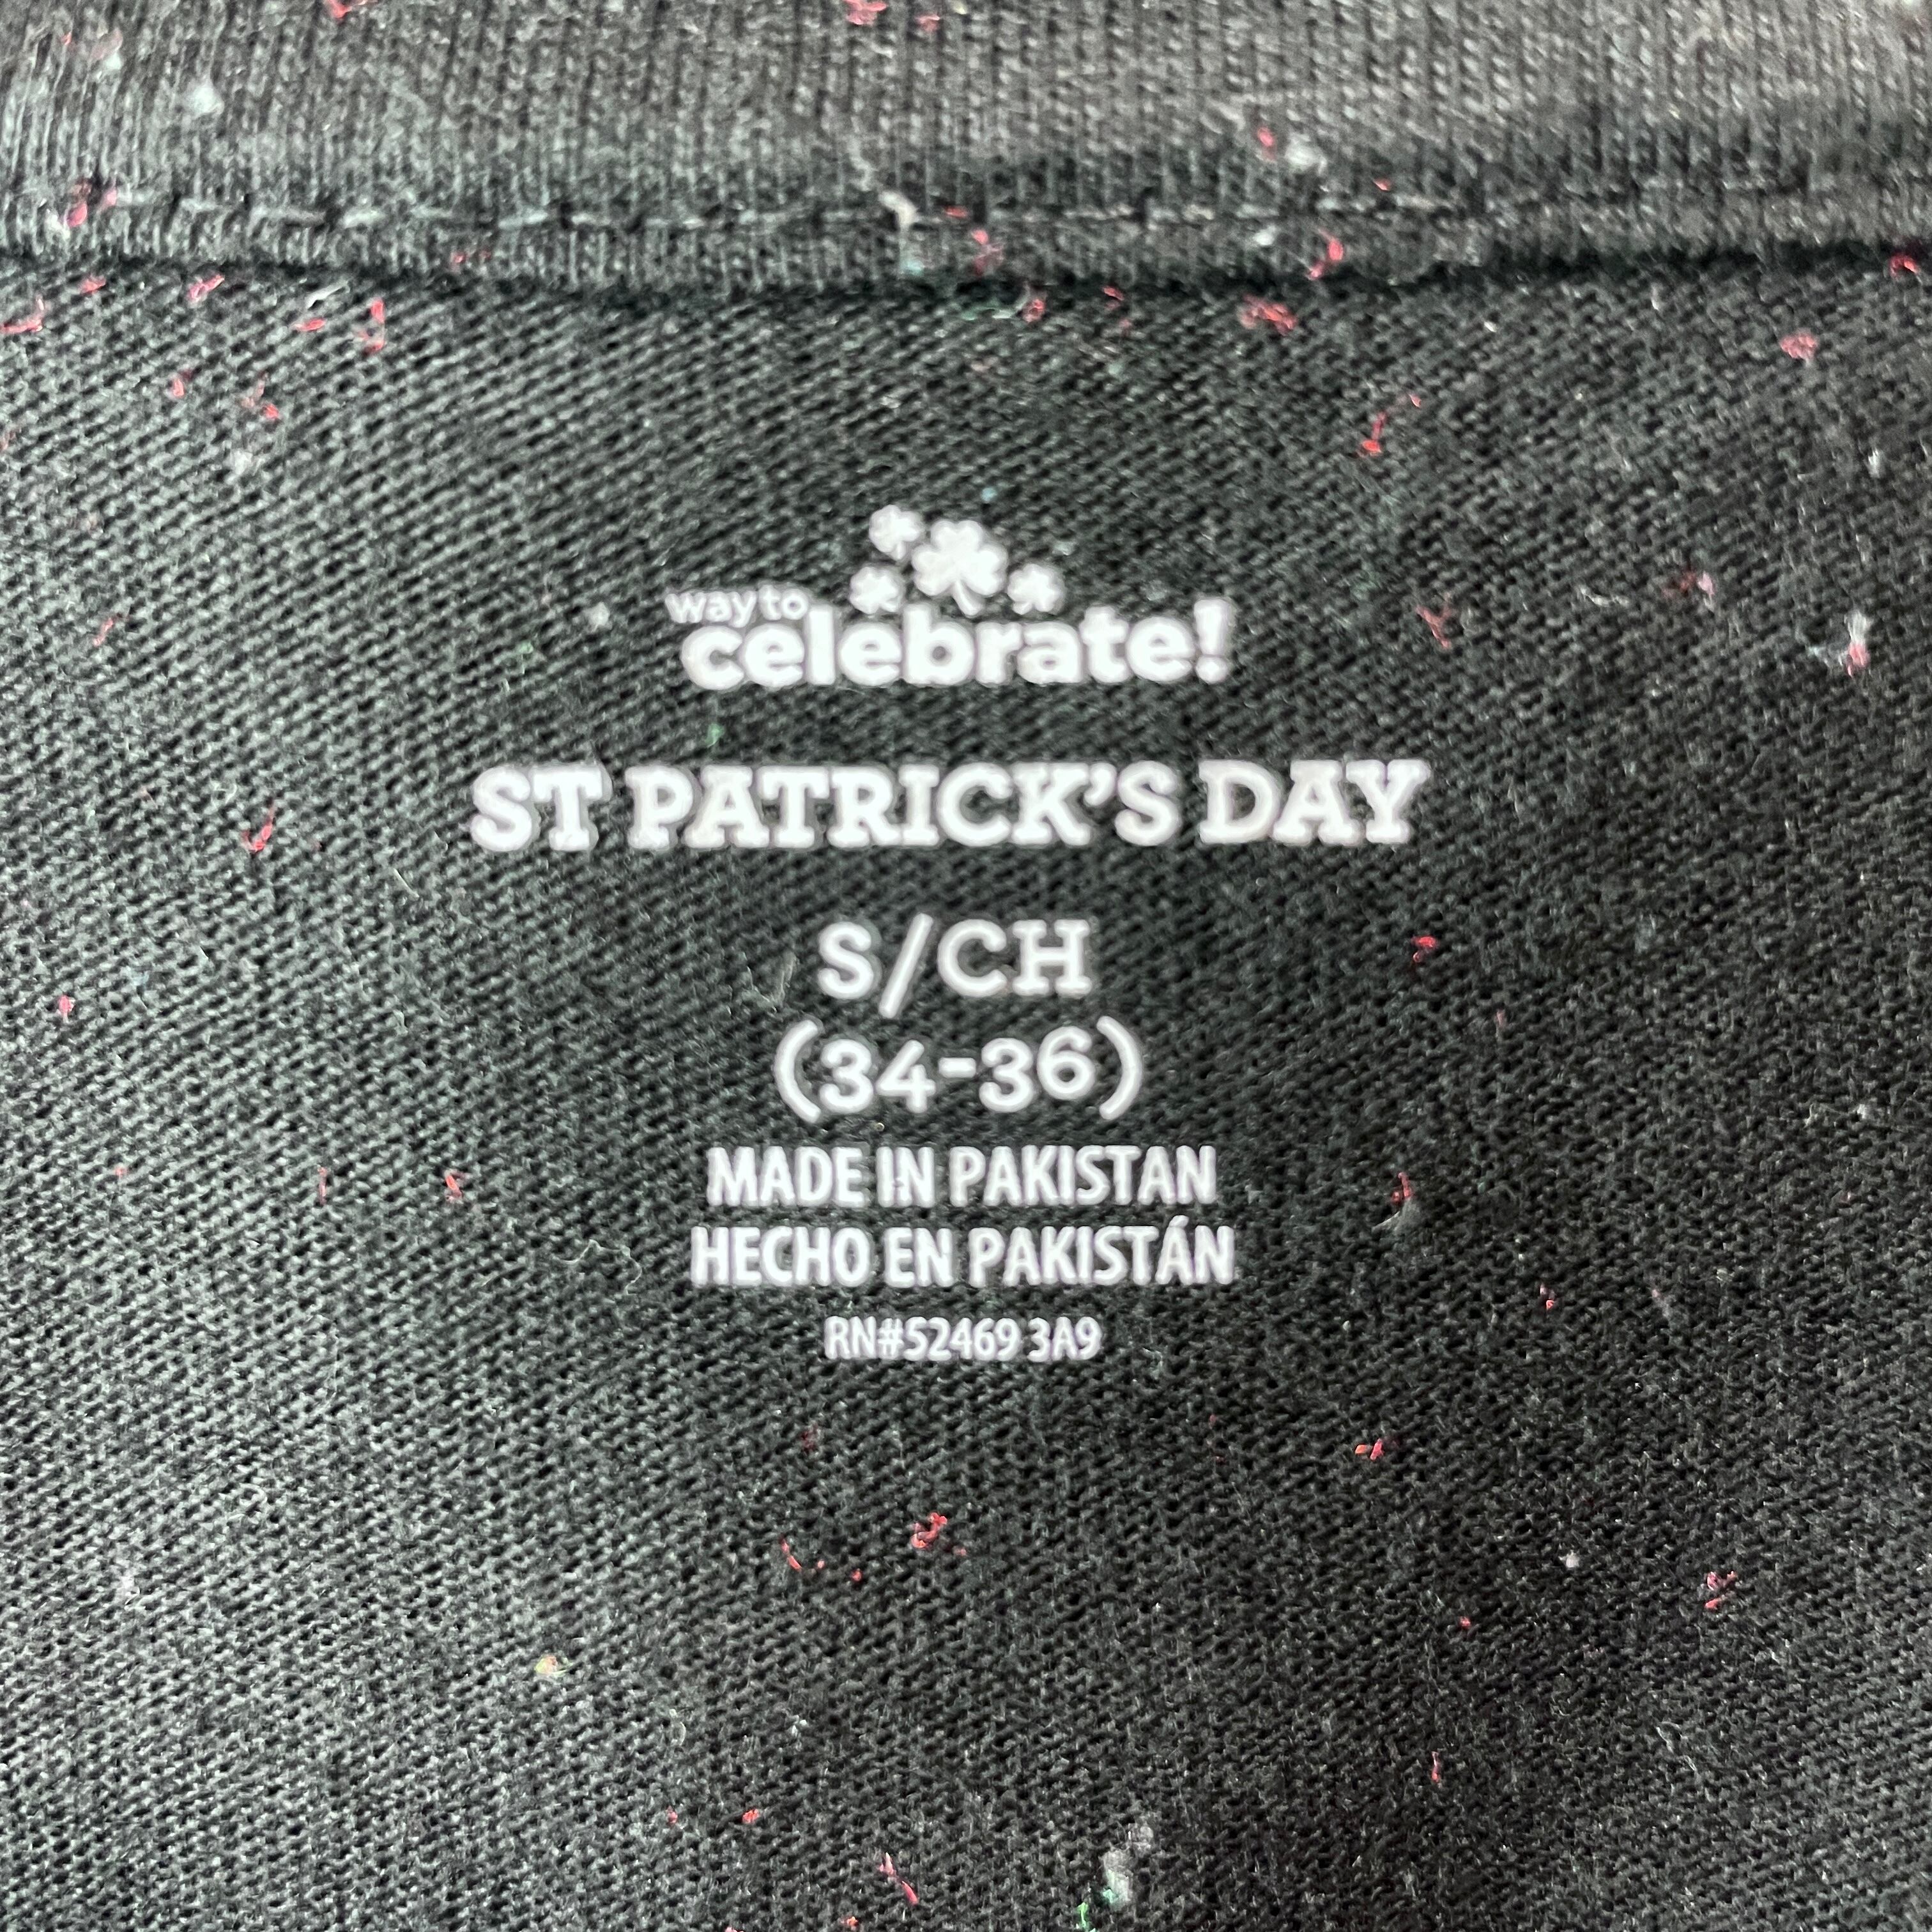 way to
celebrate!
ST PATRICK'S DAY
S/CH
(34-36)
MADE IN PAKISTAN
HECHO EN PAKISTÁN
RN#52469 3A9